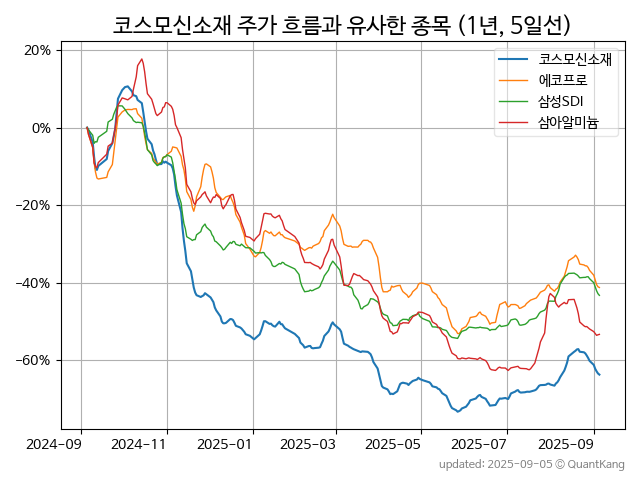 코스모신소재 주가 흐름과 유사한 종목 (1년, 5일선)
20%
0%
−20%
−40%
−60%
코스모신소재
에코프로
삼성SDI
삼아알미늄
2024−09
2024−11
2025−01
2025−03
2025−05
2025−07
2025−09
updated: 2025-09-05 © QuantKang